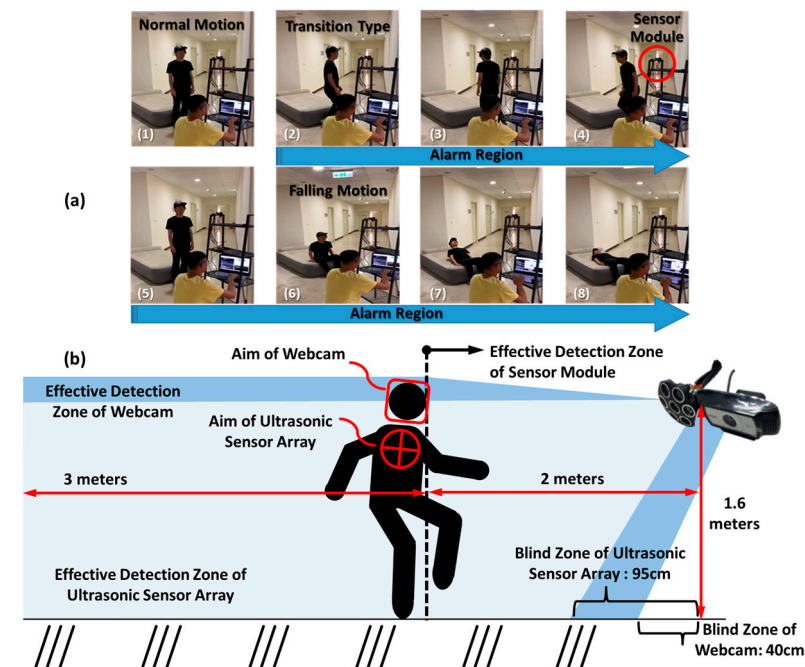 Normal Motion
Transition Type
Sensor
Module
(1)
(2)
(3)
(4)
Alarm Region
(a)
Falling Motion
(5)
(6)
(7)
(8)
Alarm Region
(b)
Aim of Webcam
Effective Detection Zone
of Sensor Module
Effective Detection
Zone of Webcam
Aim of Ultrasonic
Sensor Array
3 meters
2 meters
1.6
meters
Blind Zone of Ultrasonic
Sensor Array : 95cm
Effective Detection Zone of
Ultrasonic Sensor Array
Blind Zone of
Webcam: 40cm